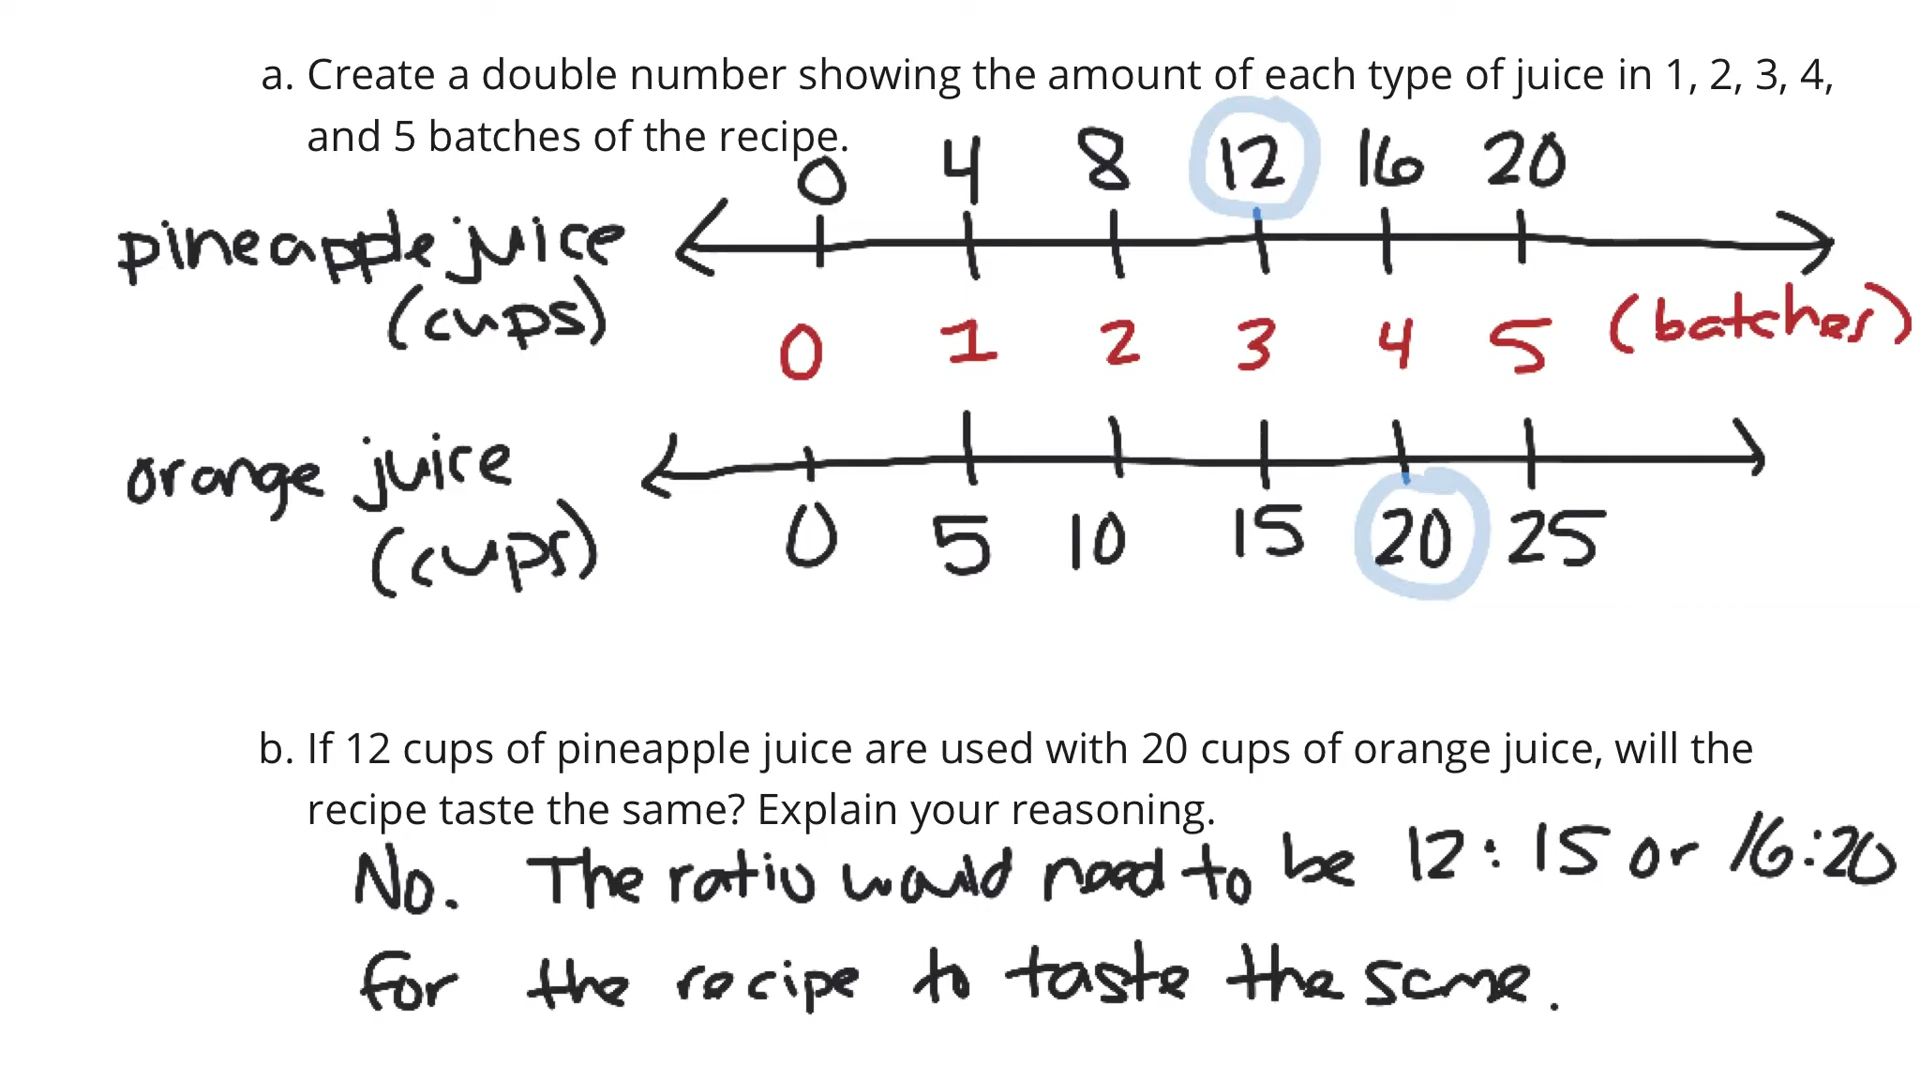 a. Create a double number showing the amount of each type of juice in 1, 2, 3, 4,
and 5 batches of the recipe.
0 4 8 12 16 20
pineapple juice
(cups)
0 1 2 3 4 5 (batches)
orange juice
(cups)
0 5 10 15 20 25
b. If 12 cups of pineapple juice are used with 20 cups of orange juice, will the
recipe taste the same? Explain your reasoning.
No. The ratio would need to be 12:15 or 16:20
for the recipe to taste the same.